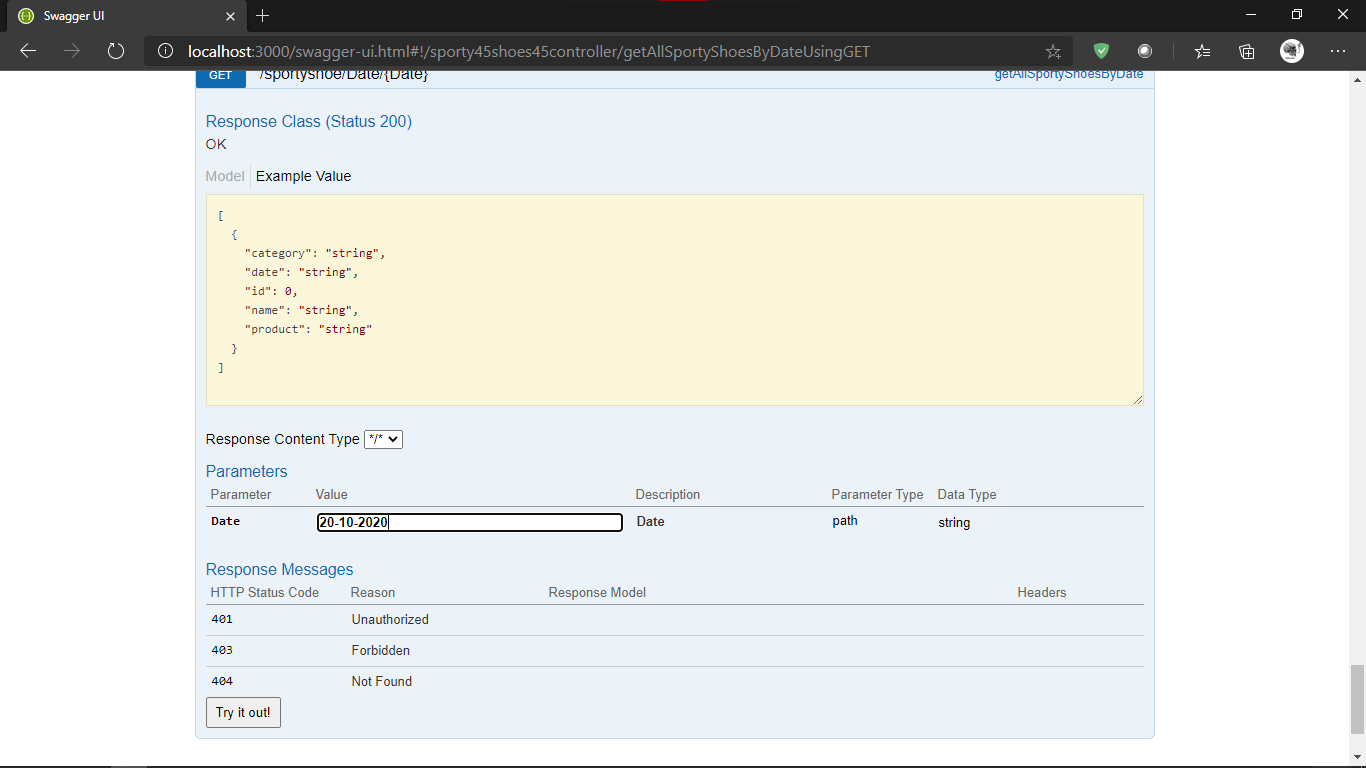 Swagger UI
localhost:3000/swagger-ui.html#!/sporty45shoes45controller/getAllSportyShoesByDateUsingGET
GET /sportyshoe/Date/{Date} getAllSportyShoesByDate
Response Class (Status 200)
OK
Model Example Value
[
{
"category": "string",
"date": "string",
"id": 0,
"name": "string",
"product": "string"
}
]
Response Content Type */*
Parameters
Parameter Value Description Parameter Type Data Type
Date 20-10-2020 Date path string
Response Messages
HTTP Status Code Reason Response Model Headers
401 Unauthorized
403 Forbidden
404 Not Found
Try it out!